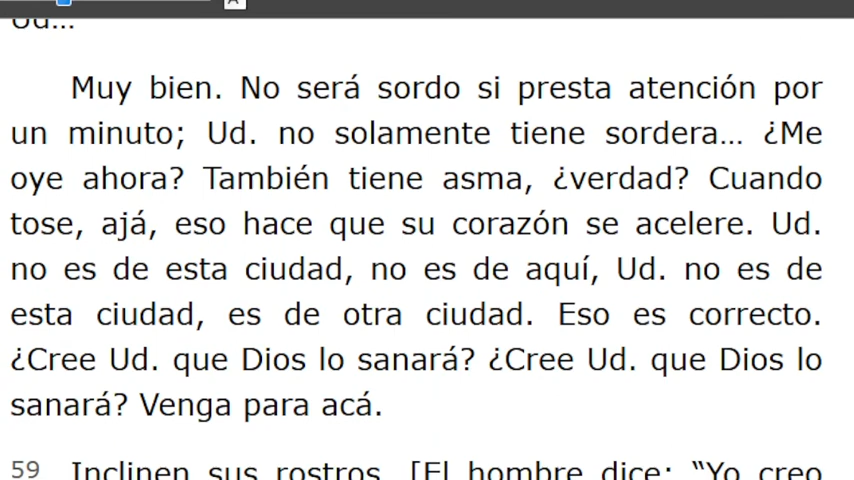 Ud...
Muy bien. No será sordo si presta atención por
un minuto; Ud. no solamente tiene sordera... ¿Me
oye ahora? También tiene asma, ¿verdad? Cuando
tose, ajá, eso hace que su corazón se acelere. Ud.
no es de esta ciudad, no es de aquí, Ud. no es de
esta ciudad, es de otra ciudad. Eso es correcto.
¿Cree Ud. que Dios lo sanará? ¿Cree Ud. que Dios lo
sanará? Venga para acá.
59 Inclinen sus rostros. [El hombre dice: “Yo creo